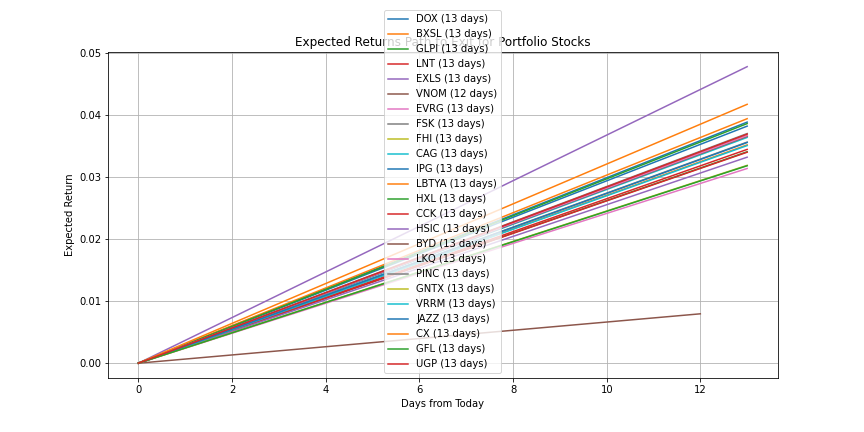 Expected Returns Path to Exit for Portfolio Stocks
DOX (13 days)
BXSL (13 days)
GLPI (13 days)
LNT (13 days)
EXLS (13 days)
VNOM (12 days)
EVRG (13 days)
FSK (13 days)
FHI (13 days)
CAG (13 days)
IPG (13 days)
LBTYA (13 days)
HXL (13 days)
CCK (13 days)
HSIC (13 days)
BYD (13 days)
LKQ (13 days)
PINC (13 days)
GNTX (13 days)
VRRM (13 days)
JAZZ (13 days)
CX (13 days)
GFL (13 days)
UGP (13 days)
Expected Return
0.05
0.04
0.03
0.02
0.01
0.00
0 2 4 6 8 10 12
Days from Today